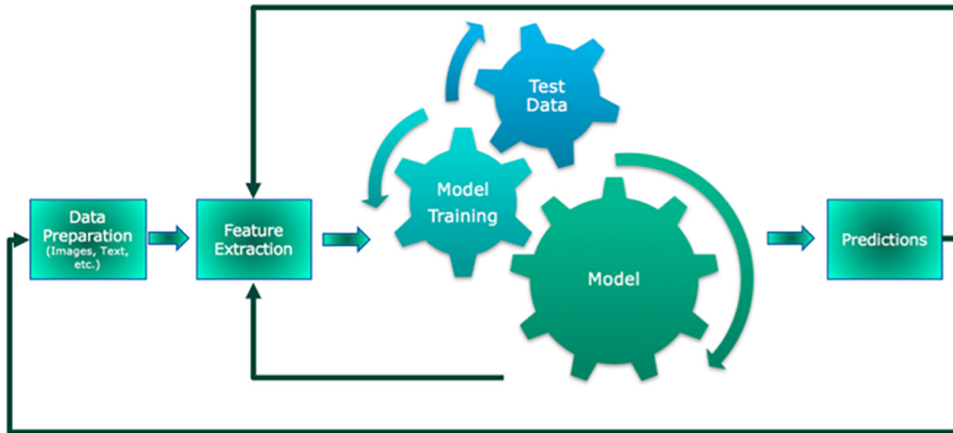 Test
Data
Model
Training
Data
Preparation
(Images, Text,
etc.)
Feature
Extraction
Model
Predictions